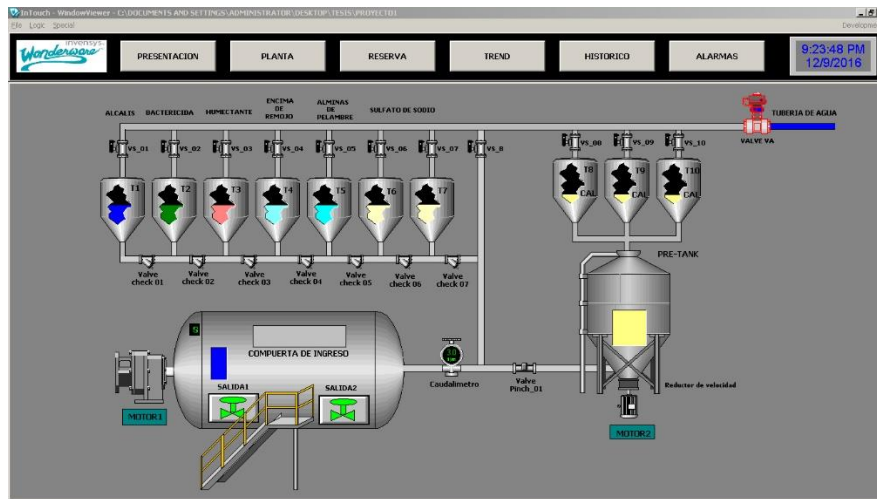 InTouch - WindowViewer - C:\DOCUMENTS AND SETTINGS\ADMINISTRATOR\DESKTOP\TESIS\PROYECTO1
File Logic Special
Developme
invensys.
Wonderware
PRESENTACION
PLANTA
RESERVA
TREND
HISTORICO
ALARMAS
9:23:48 PM
12/9/2016
ALCALIS
BACTERICIDA
HUMECTANTE
ENCIMA
DE
REMOJO
ALMINAS
DE
PELAMBRE
SULFATO DE SODIO
TUBERIA DE AGUA
VALVE VA
VS_01
VS_02
VS_03
VS_04
VS_05
VS_06
VS_07
VS_8
VS_08
VS_09
VS_10
T1
T2
T3
T4
T5
T6
T7
T8
CAL
T9
CAL
T10
CAL
Valve
check 01
Valve
check 02
Valve
check 03
Valve
check 04
Valve
check 05
Valve
check 06
Valve
check 07
PRE-TANK
S
COMPUERTA DE INGRESO
SALIDA1
SALIDA2
MOTOR1
Caudalimetro
Valve
Pinch_01
Reductor de velocidad
MOTOR2